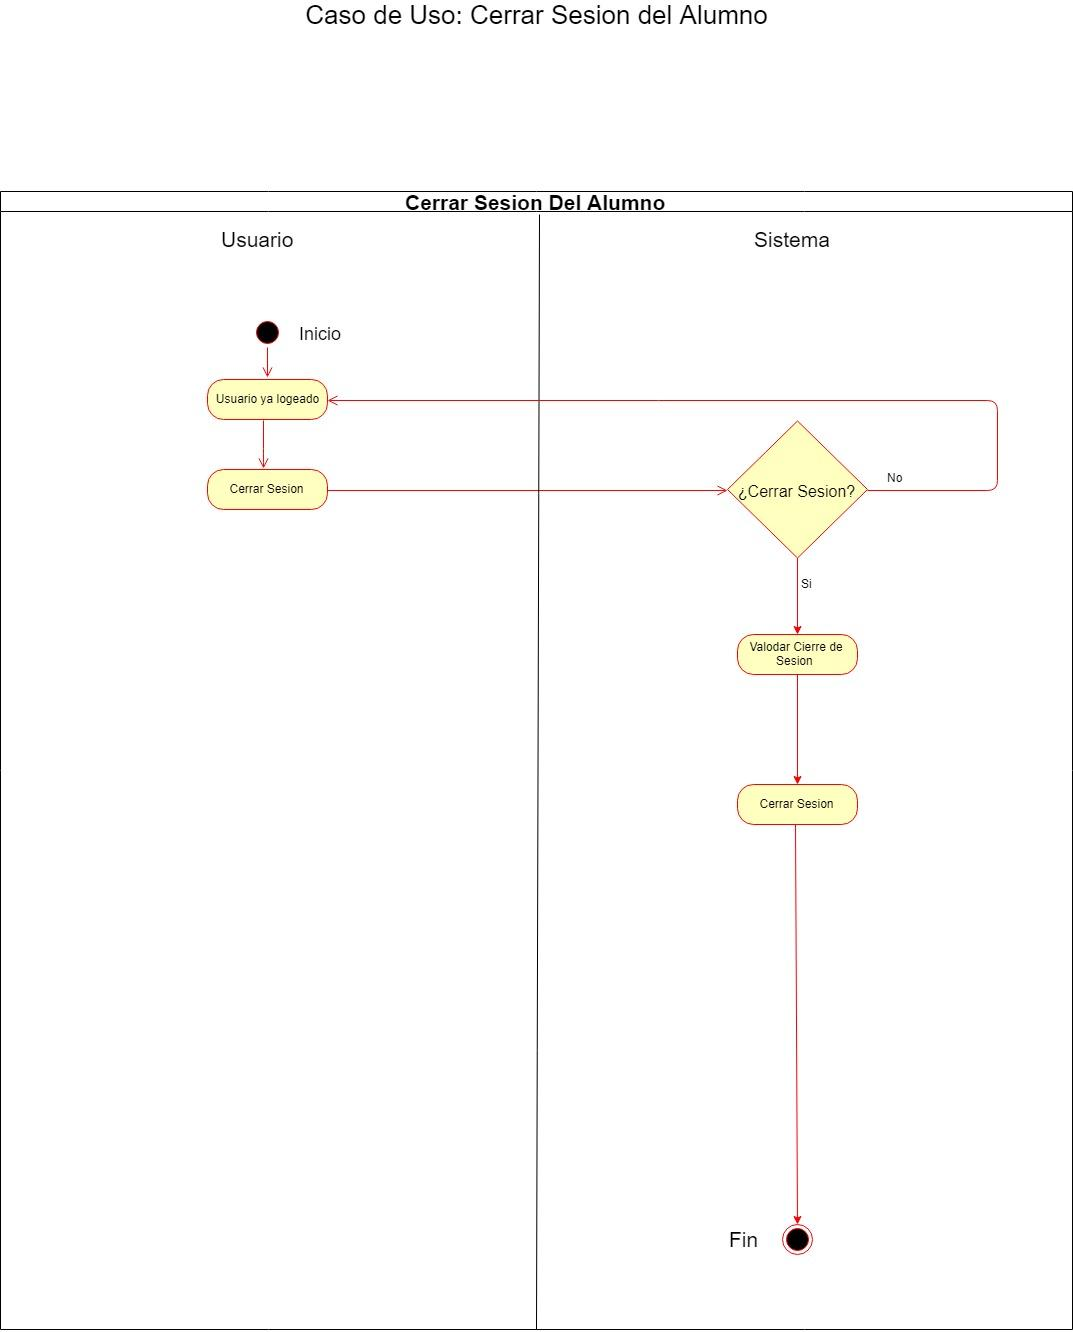 Caso de Uso: Cerrar Sesion del Alumno
Cerrar Sesion Del Alumno
Usuario
Sistema
Inicio
Usuario ya logeado
Cerrar Sesion
¿Cerrar Sesion?
No
Si
Valodar Cierre de
Sesion
Cerrar Sesion
Fin